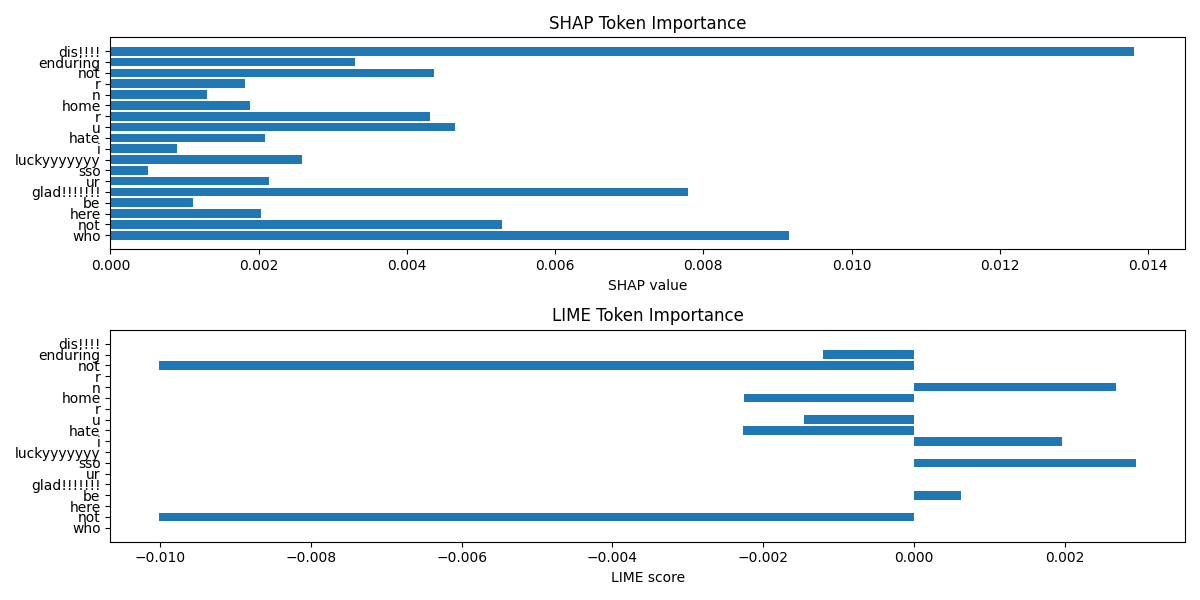 SHAP Token Importance
dis!!!!
enduring
not
r
n
home
r
u
hate
i
luckyyyyyyy
sso
ur
glad!!!!!!!
be
here
not
who
0.000 0.002 0.004 0.006 0.008 0.010 0.012 0.014
SHAP value
LIME Token Importance
dis!!!!
enduring
not
r
n
home
r
u
hate
i
luckyyyyyyy
sso
ur
glad!!!!!!!
be
here
not
who
−0.010 −0.008 −0.006 −0.004 −0.002 0.000 0.002
LIME score